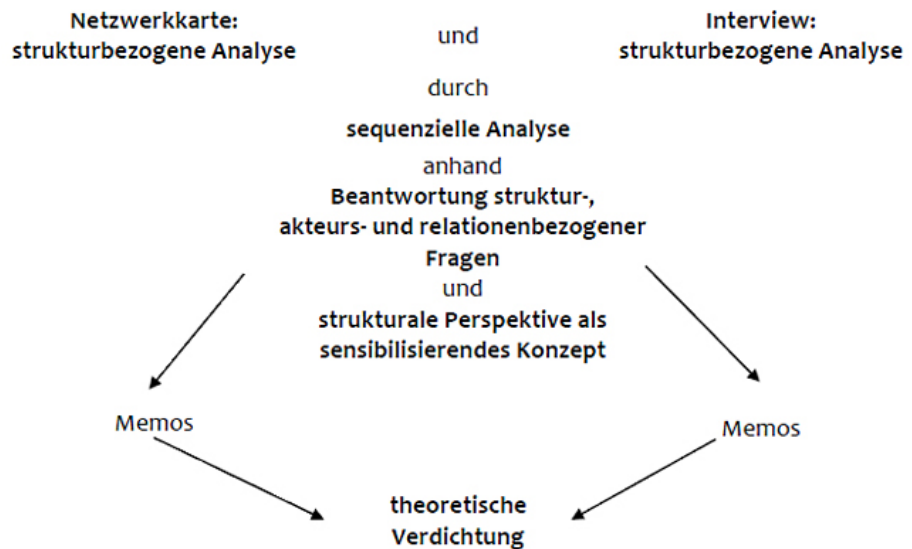 Netzwerkkarte:
strukturbezogene Analyse
und
Interview:
strukturbezogene Analyse
durch
sequenzielle Analyse
anhand
Beantwortung struktur-,
akteurs- und relationenbezogener
Fragen
und
strukturale Perspektive als
sensibilisierendes Konzept
Memos
Memos
theoretische
Verdichtung